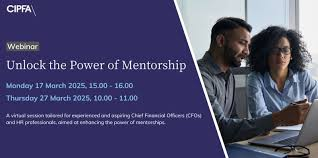 CIPFA
Webinar
Unlock the Power of Mentorship
Monday 17 March 2025, 15.00 - 16.00
Thursday 27 March 2025, 10.00 - 11.00
A virtual session tailored for experienced and aspiring Chief Financial Officers (CFOs)
and HR professionals, aimed at enhancing the power of mentorships.